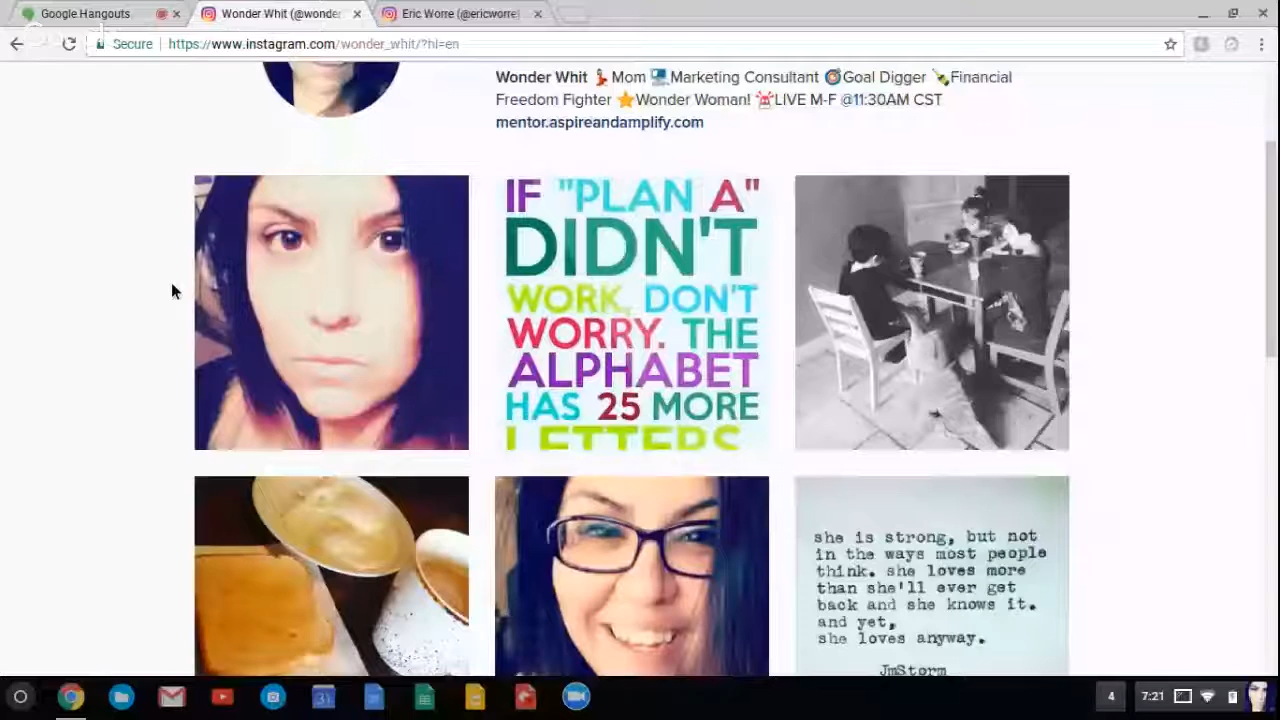 Google Hangouts
Wonder Whit (@wonde
Eric Worre (@ericworre)
Secure
https://www.instagram.com/wonder_whit/?hl=en
Wonder Whit Mom Marketing Consultant Goal Digger Financial
Freedom Fighter Wonder Woman! LIVE M-F @11:30AM CST
mentor.aspireandamplify.com
IF "PLAN A"
DIDN'T
WORK, DON'T
WORRY. THE
ALPHABET
HAS 25 MORE
LETTERS
she is strong, but not
in the ways most people
think. she loves more
than she'll ever get
back and she knows it.
and yet,
she loves anyway.
JmStorm
31
4
7:21